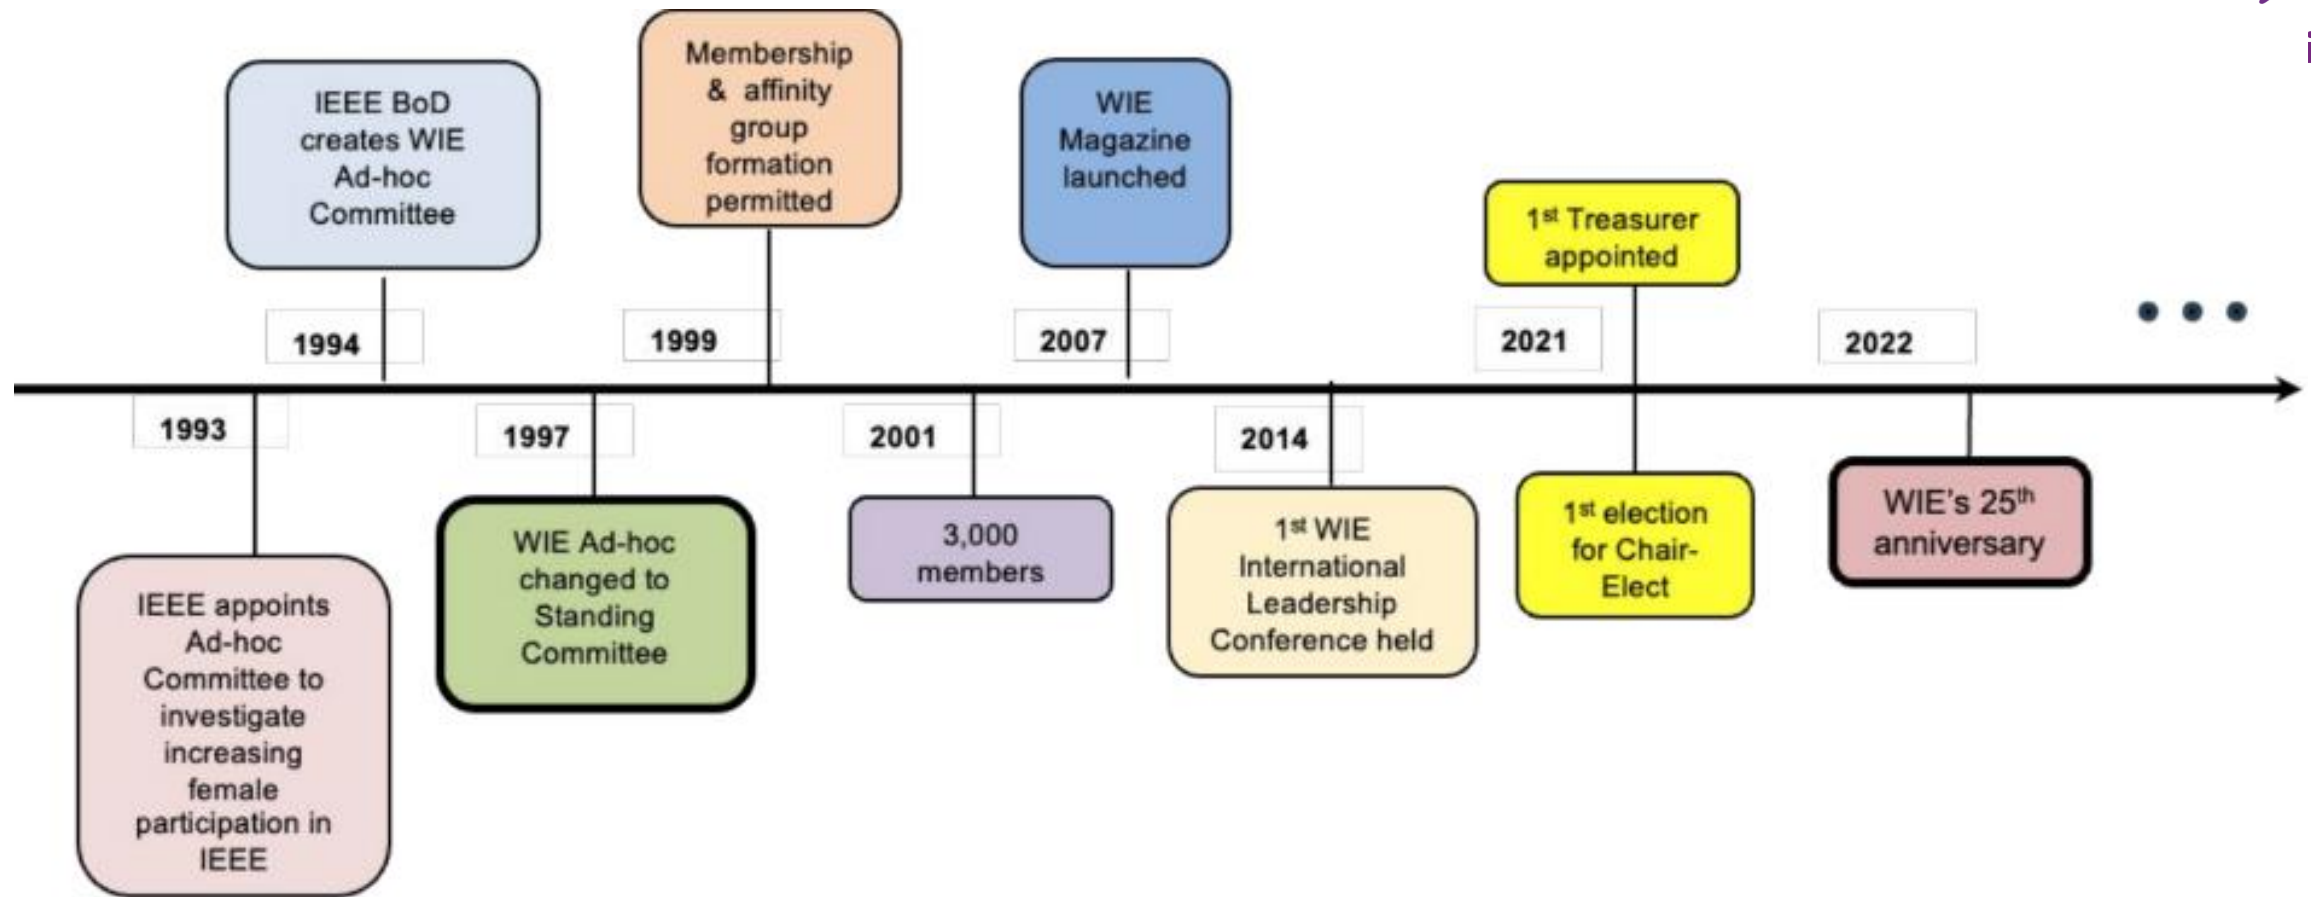 IEEE BoD
creates WIE
Ad-hoc
Committee
Membership
& affinity
group
formation
permitted
WIE
Magazine
launched
1st Treasurer
appointed
1994
1999
2007
2021
2022
1993
1997
2001
2014
IEEE appoints
Ad-hoc
Committee to
investigate
increasing
female
participation in
IEEE
WIE Ad-hoc
changed to
Standing
Committee
3,000
members
1st WIE
International
Leadership
Conference held
1st election
for Chair-
Elect
WIE's 25th
anniversary